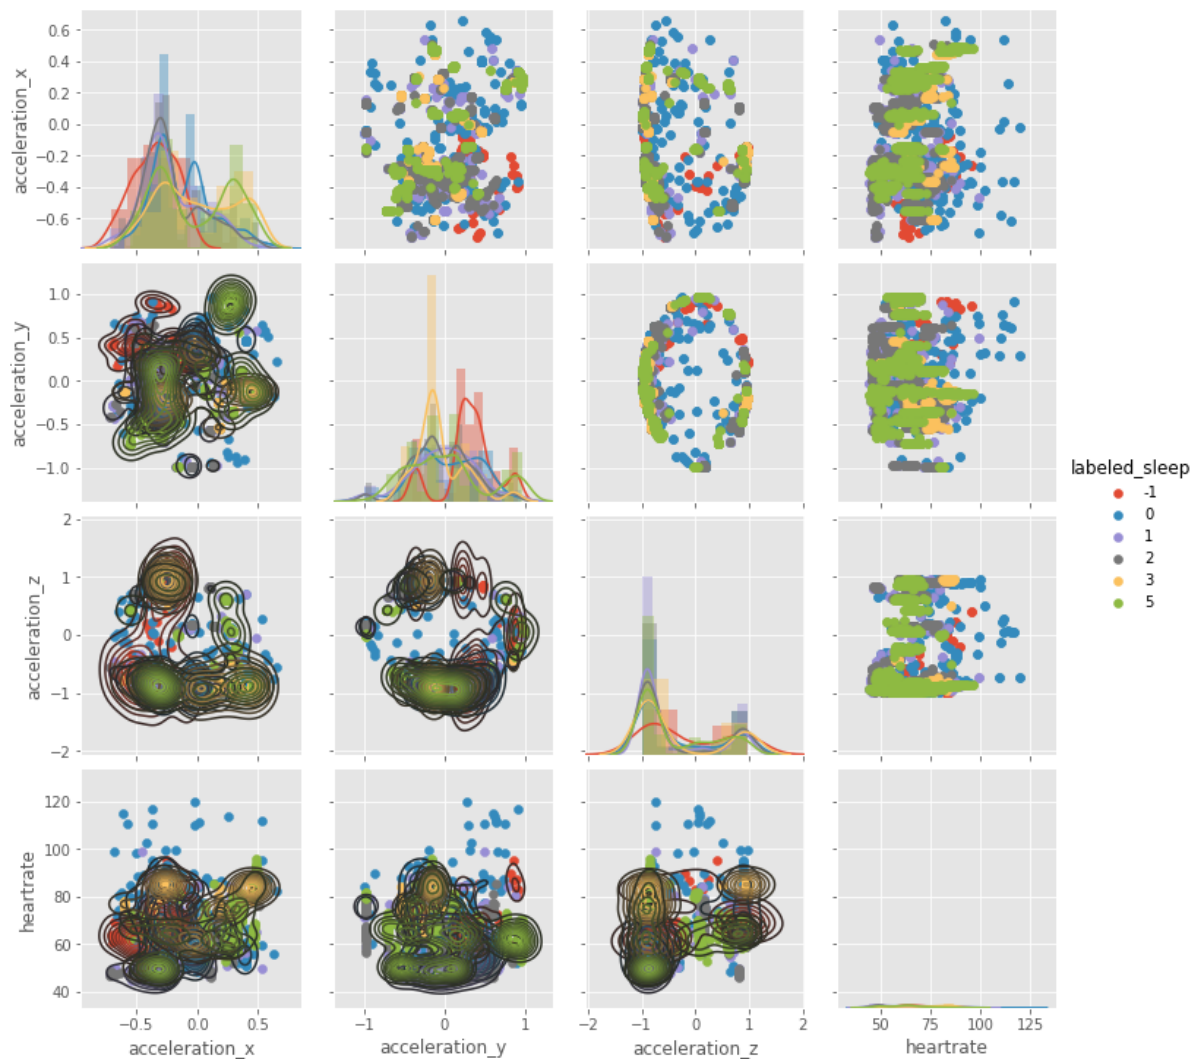 0.6
0.4
0.2
0.0
−0.2
−0.4
−0.6
acceleration_x
1.0
0.5
0.0
−0.5
−1.0
acceleration_y
labeled_sleep
-1
0
1
2
3
5
2
1
0
−1
−2
acceleration_z
120
100
80
60
40
heartrate
−0.5 0.0 0.5
−1 0 1
−2 −1 0 1 2
50 75 100 125
acceleration_x acceleration_y acceleration_z heartrate